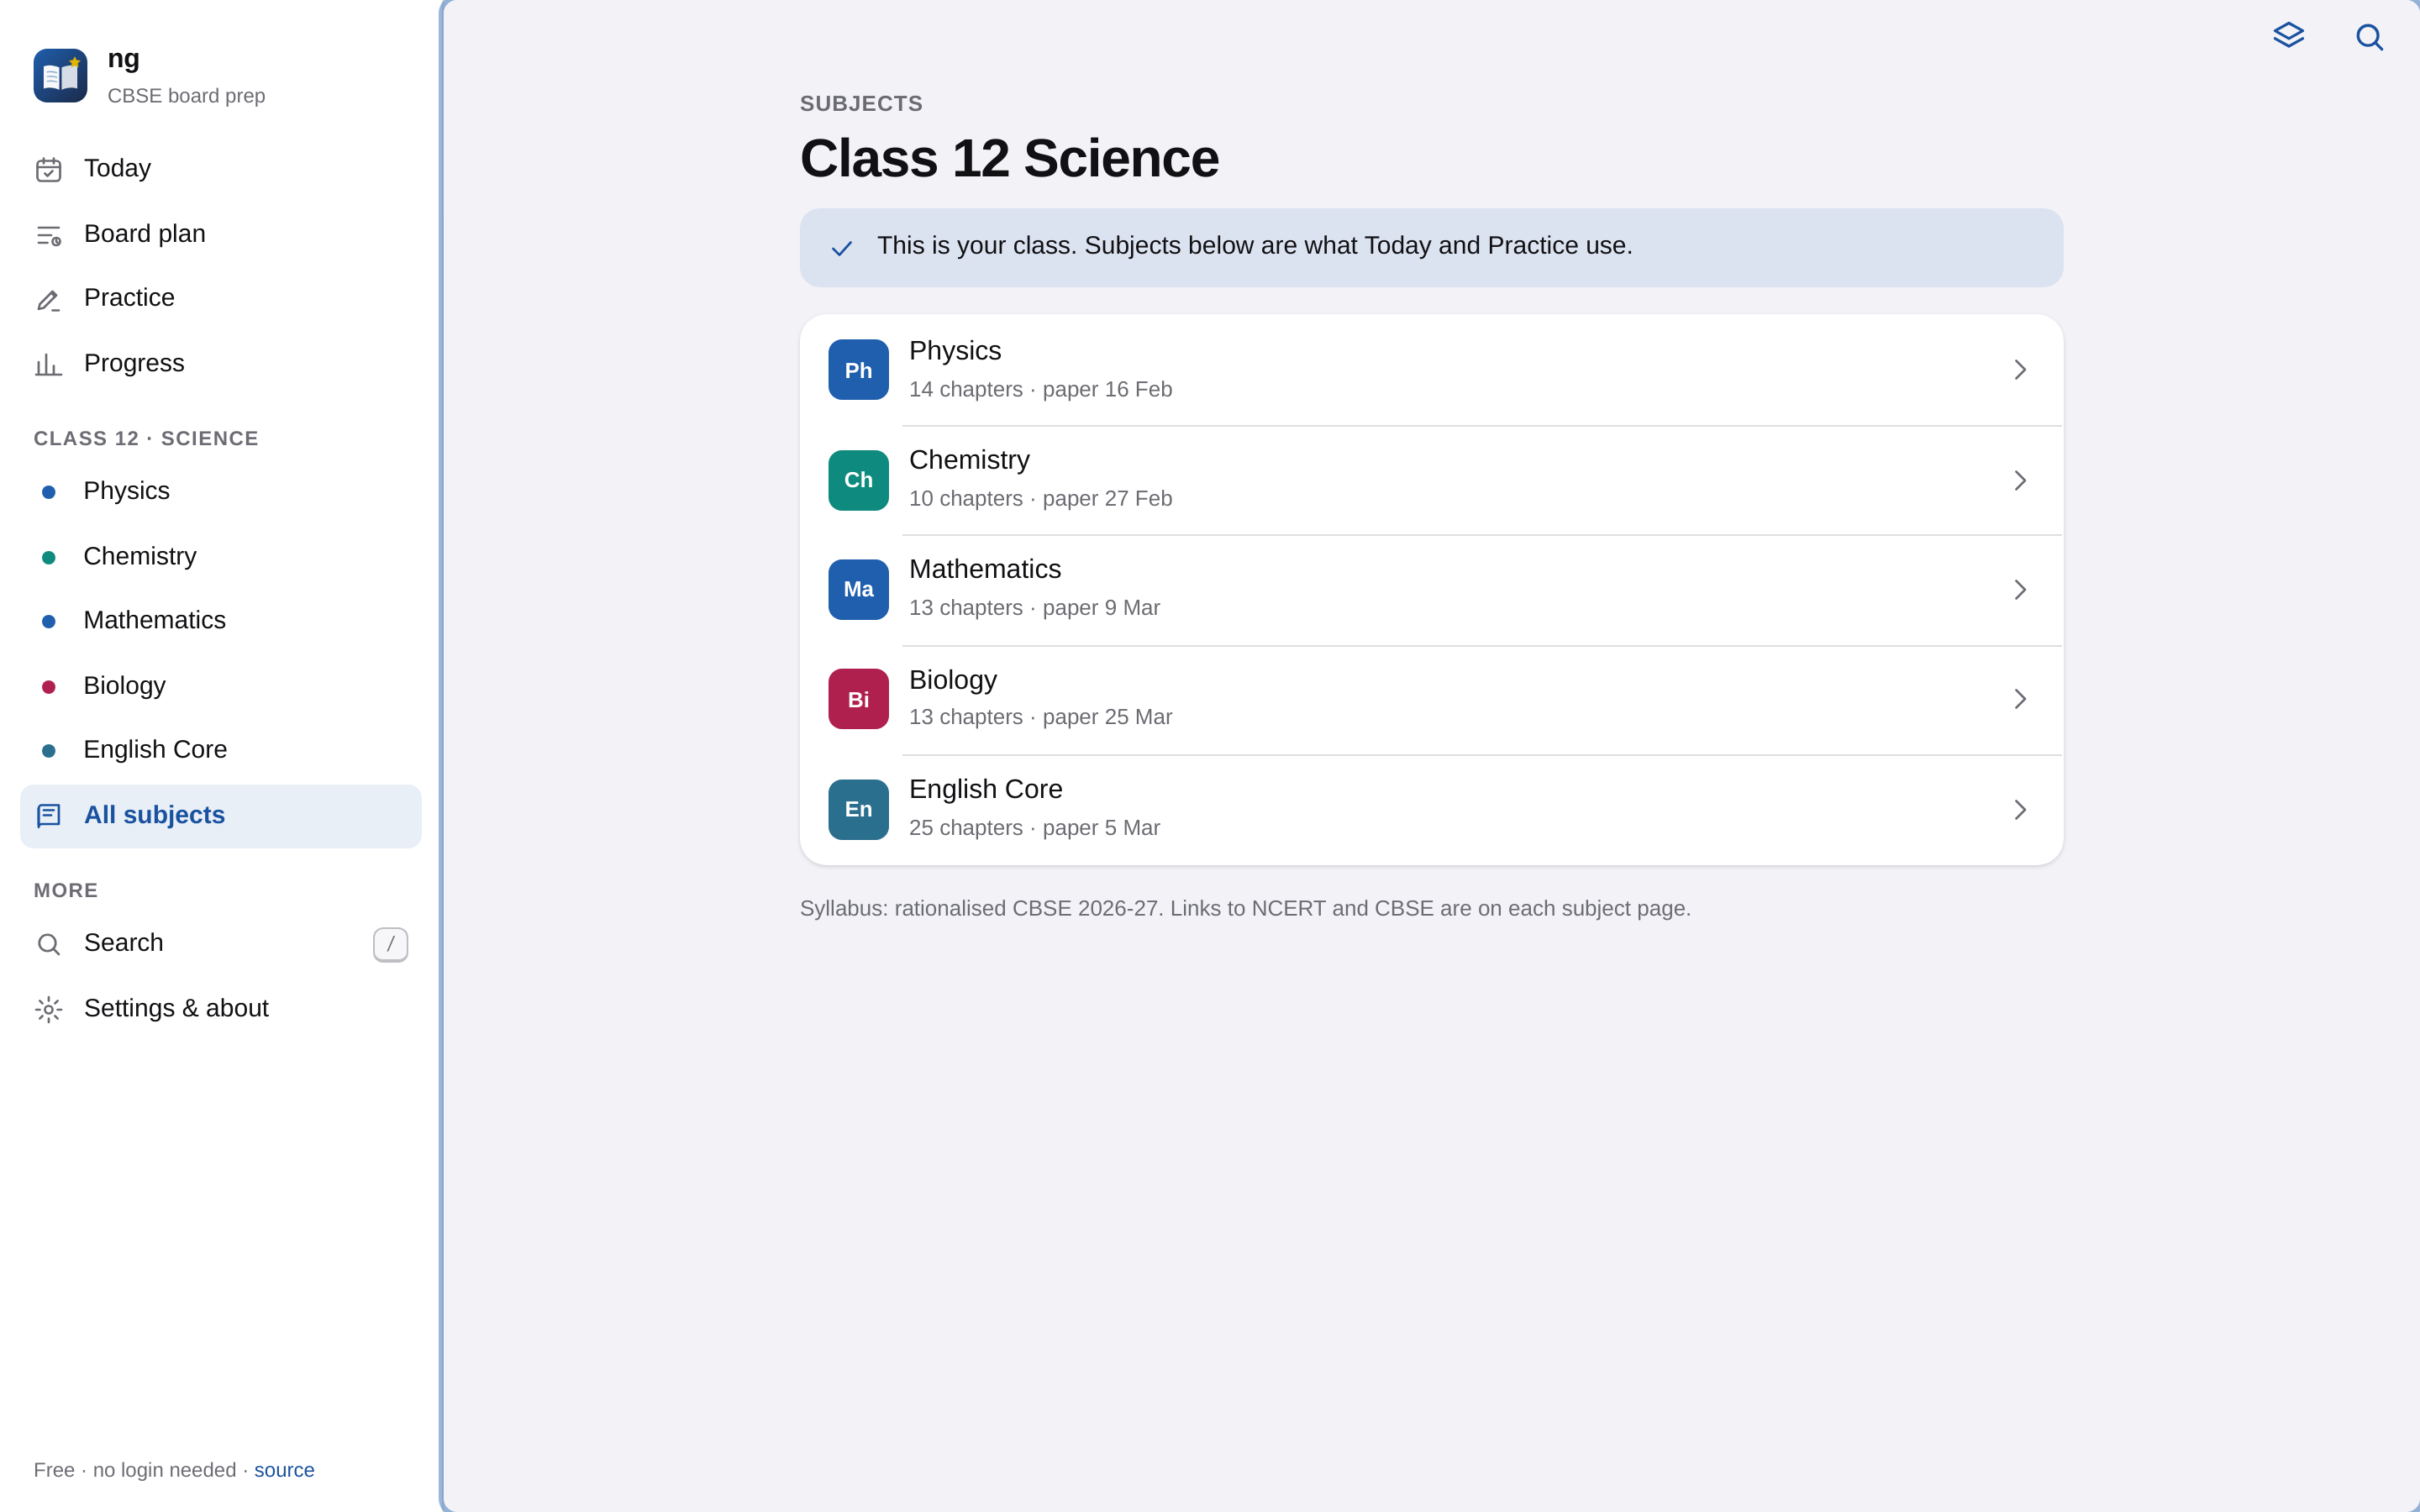 ng
CBSE board prep
Today
Board plan
Practice
Progress
CLASS 12 · SCIENCE
Physics
Chemistry
Mathematics
Biology
English Core
All subjects
MORE
Search /
Settings & about
Free · no login needed · source
SUBJECTS
Class 12 Science
This is your class. Subjects below are what Today and Practice use.
Ph Physics
14 chapters · paper 16 Feb
Ch Chemistry
10 chapters · paper 27 Feb
Ma Mathematics
13 chapters · paper 9 Mar
Bi Biology
13 chapters · paper 25 Mar
En English Core
25 chapters · paper 5 Mar
Syllabus: rationalised CBSE 2026-27. Links to NCERT and CBSE are on each subject page.